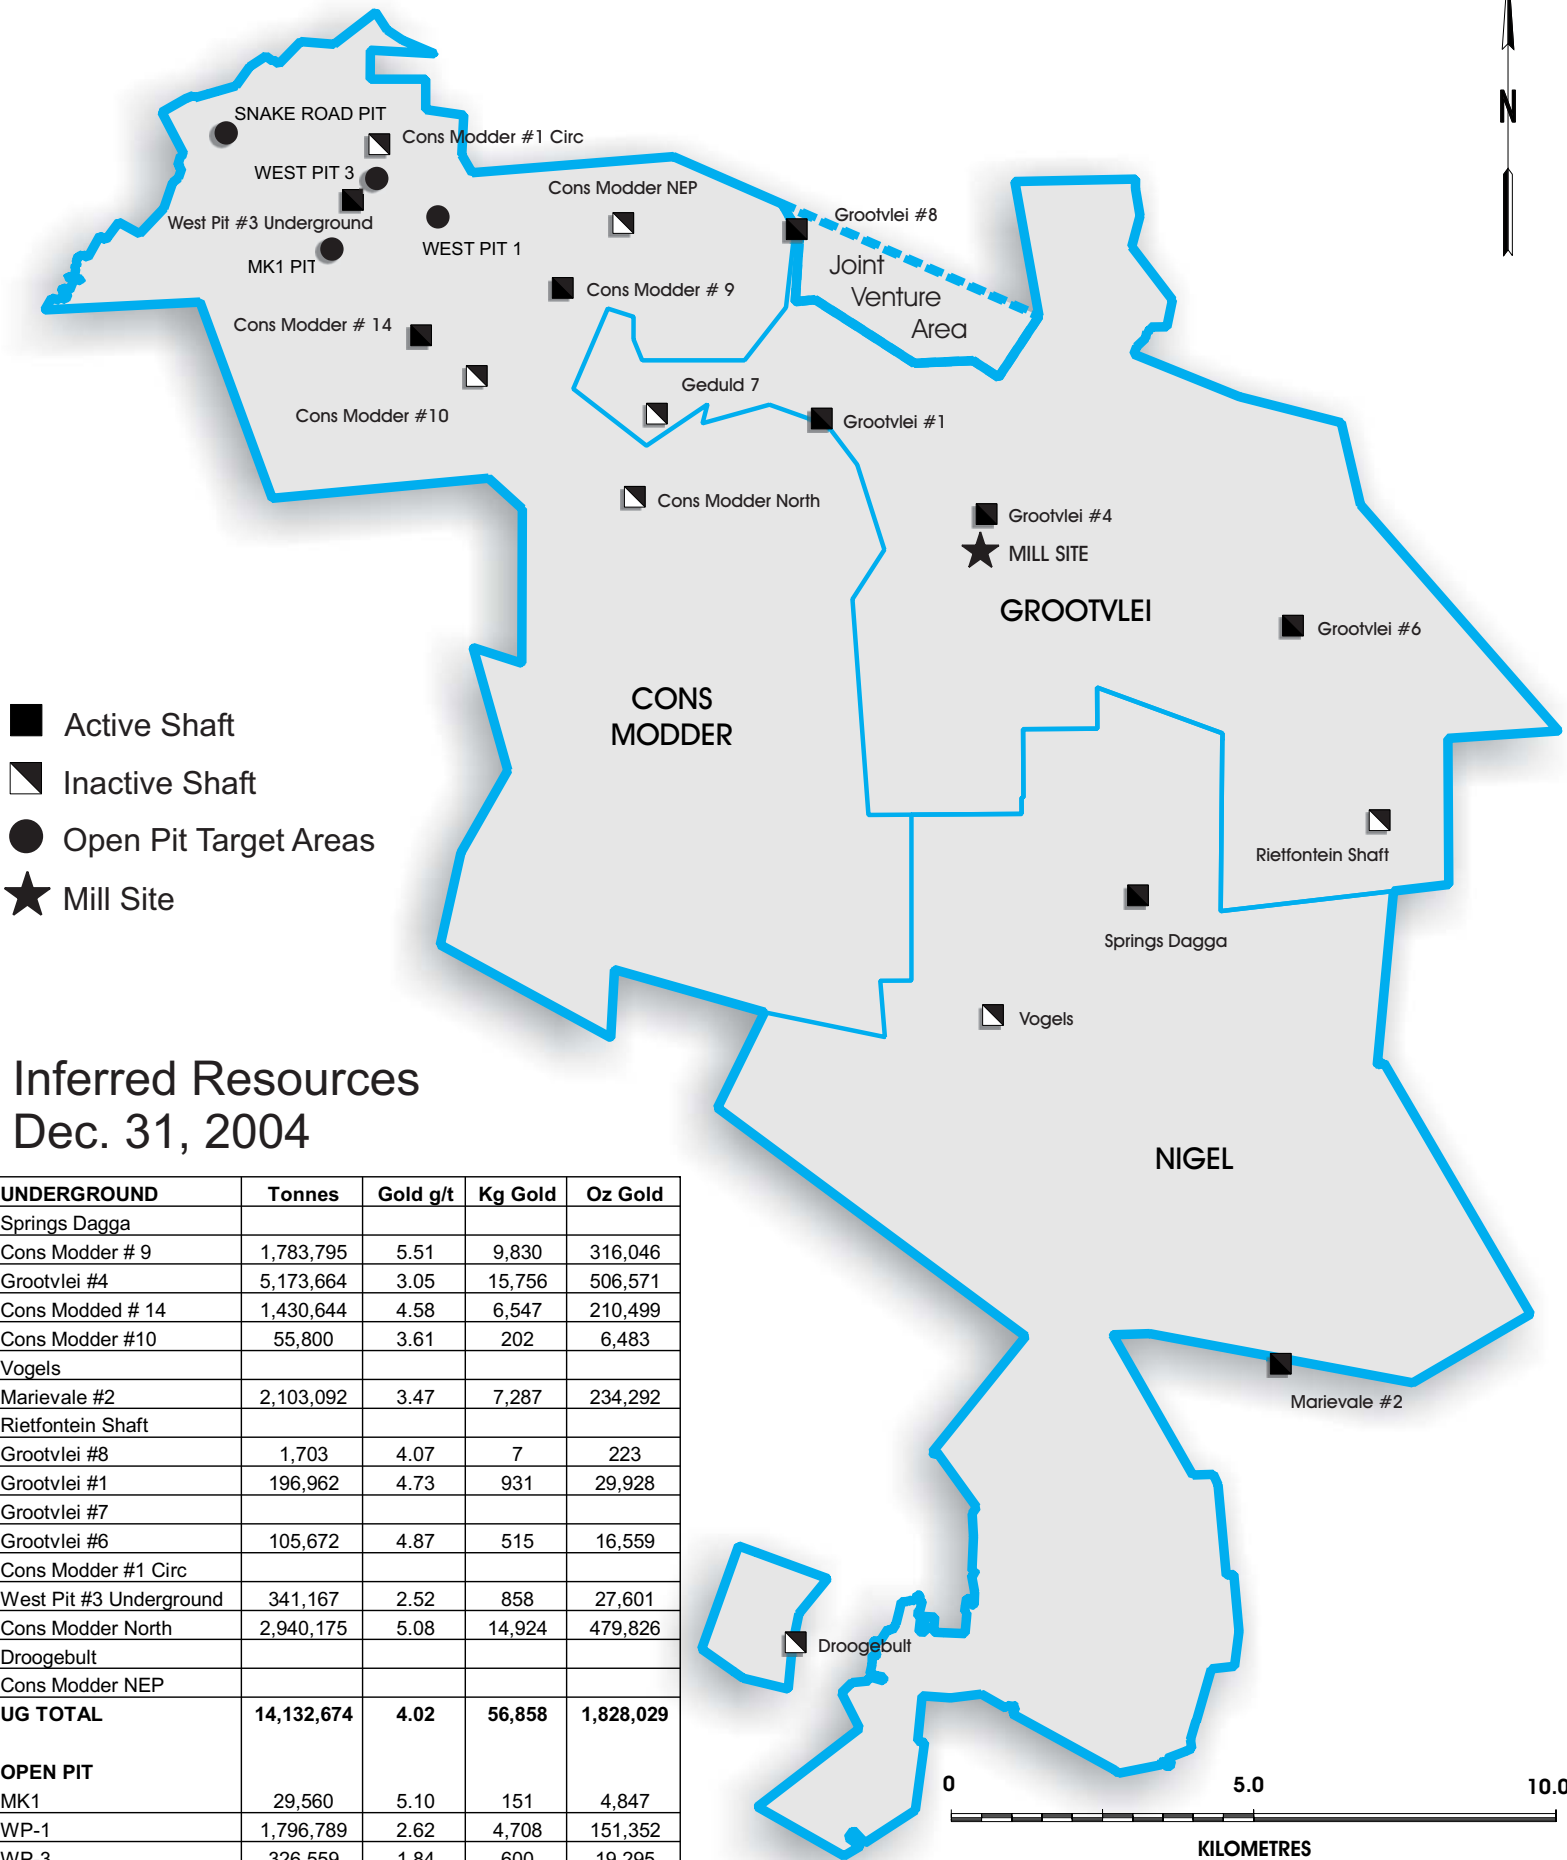 N
SNAKE ROAD PIT
Cons Modder #1 Circ
WEST PIT 3
Cons Modder NEP
West Pit #3 Underground
Grootvlei #8
WEST PIT 1
MK1 PIT
Joint
Venture
Area
Cons Modder # 9
Cons Modder # 14
Geduld 7
Cons Modder #10
Grootvlei #1
Cons Modder North
Grootvlei #4
MILL SITE
GROOTVLEI
Grootvlei #6
CONS
MODDER
Active Shaft
Inactive Shaft
Open Pit Target Areas
Mill Site
Rietfontein Shaft
Springs Dagga
Vogels
NIGEL
Marievale #2
Droogebult
Inferred Resources
Dec. 31, 2004
UNDERGROUND Tonnes Gold g/t Kg Gold Oz Gold
Springs Dagga
Cons Modder # 9 1,783,795 5.51 9,830 316,046
Grootvlei #4 5,173,664 3.05 15,756 506,571
Cons Modded # 14 1,430,644 4.58 6,547 210,499
Cons Modder #10 55,800 3.61 202 6,483
Vogels
Marievale #2 2,103,092 3.47 7,287 234,292
Rietfontein Shaft
Grootvlei #8 1,703 4.07 7 223
Grootvlei #1 196,962 4.73 931 29,928
Grootvlei #7
Grootvlei #6 105,672 4.87 515 16,559
Cons Modder #1 Circ
West Pit #3 Underground 341,167 2.52 858 27,601
Cons Modder North 2,940,175 5.08 14,924 479,826
Droogebult
Cons Modder NEP
UG TOTAL 14,132,674 4.02 56,858 1,828,029
OPEN PIT
MK1 29,560 5.10 151 4,847
WP-1 1,796,789 2.62 4,708 151,352
WP-3 326,559 1.84 600 19,295
0 5.0 10.0
KILOMETRES